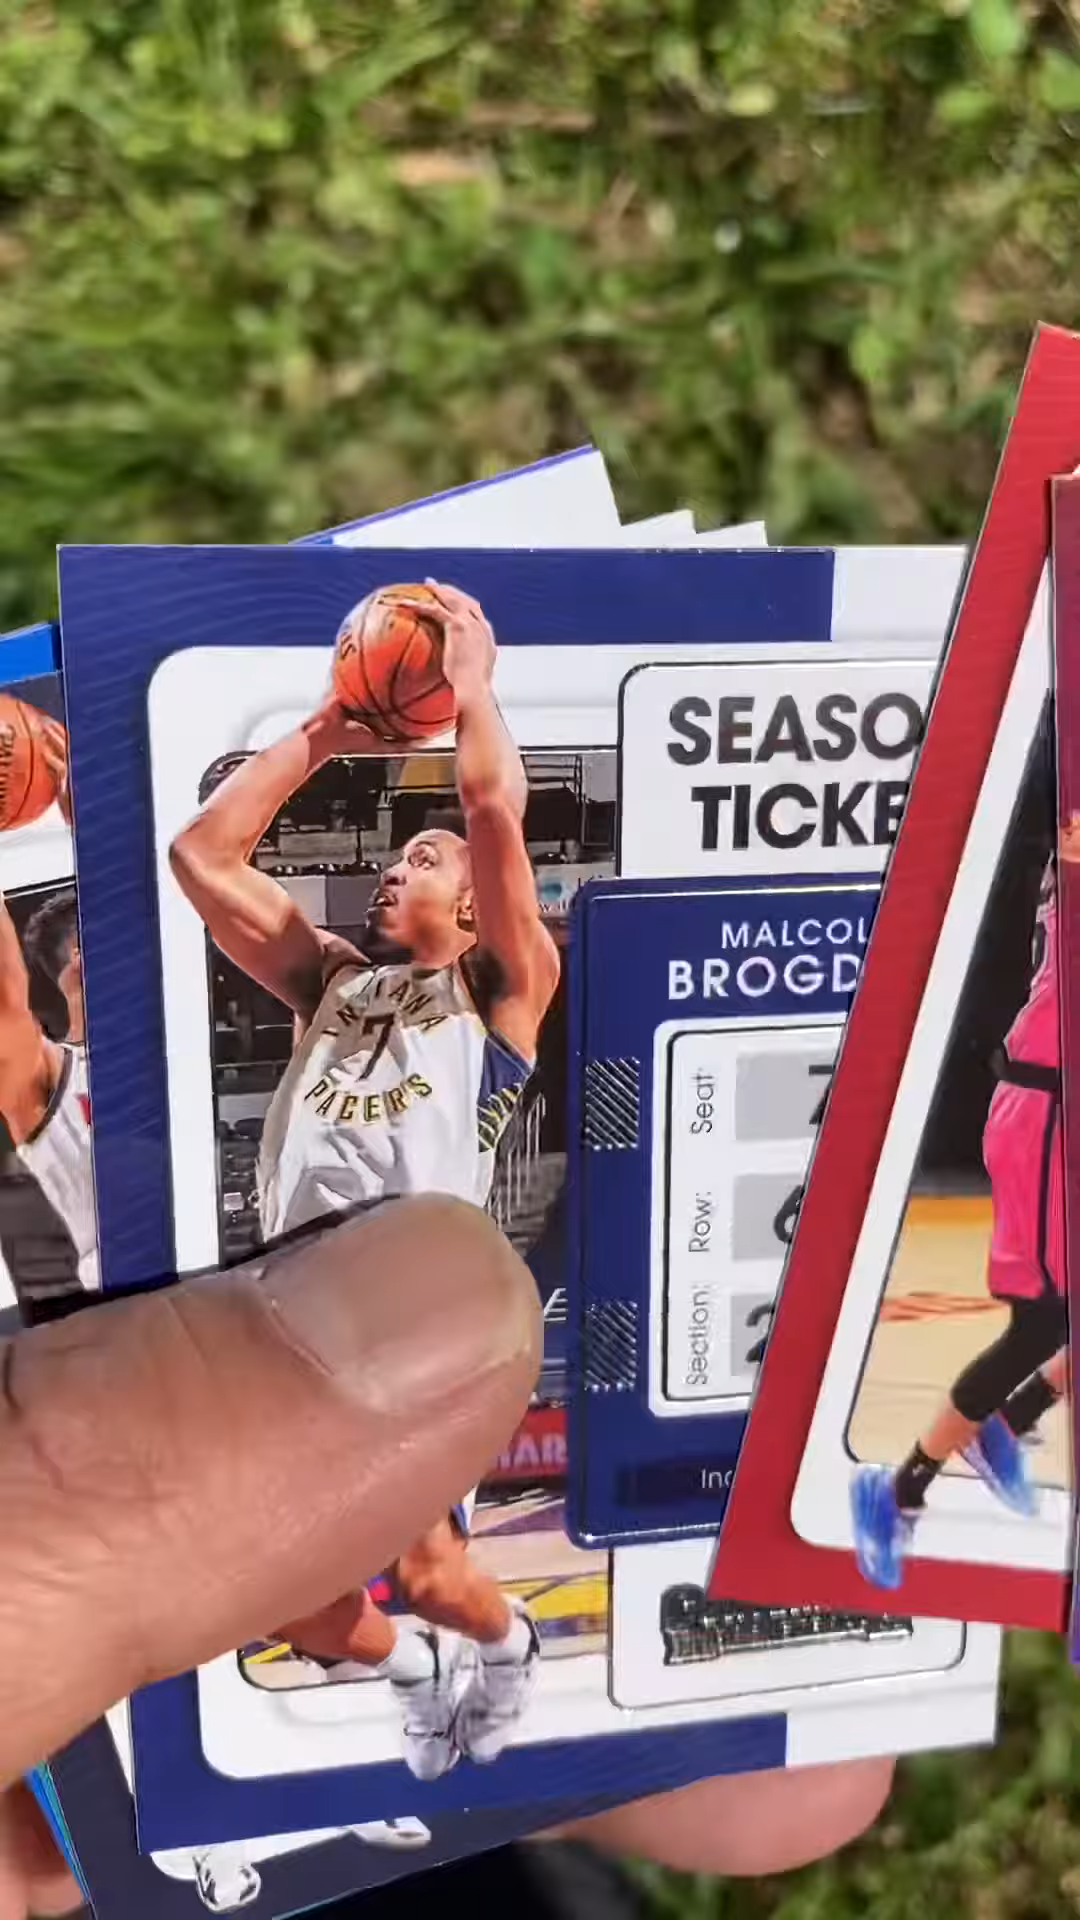 SEASO
TICKE
MALCOL
BROGD
INDIANA
7
PACERS
Seat:
Row:
Section: